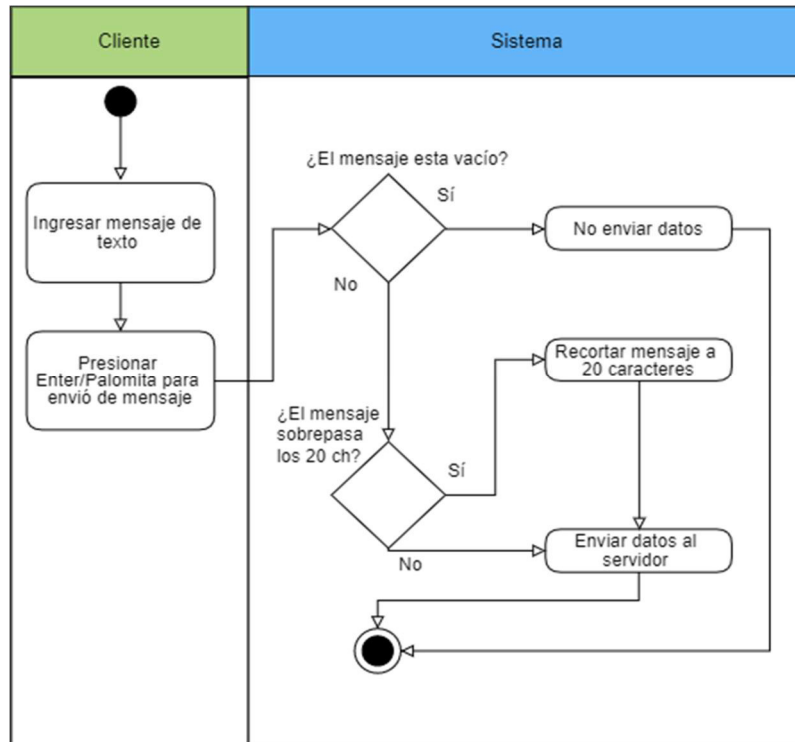 Cliente
Sistema
¿El mensaje esta vacío?
Sí
Ingresar mensaje de
texto
No enviar datos
No
Presionar
Enter/Palomita para
envió de mensaje
Recortar mensaje a
20 caracteres
¿El mensaje
sobrepasa
los 20 ch?
Sí
Enviar datos al
servidor
No